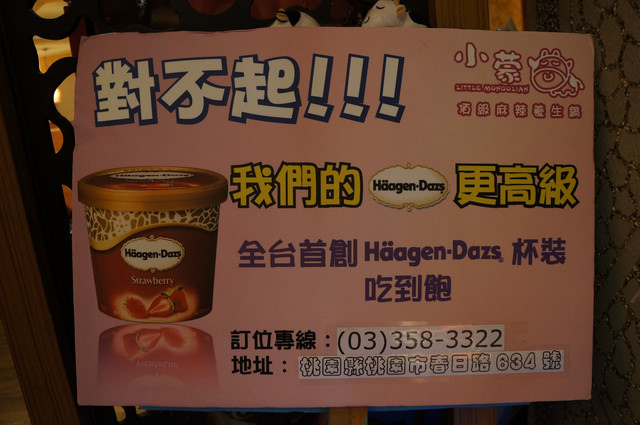 對不起!!!
小蒙
LITTLE MONGOLIAN
頂級麻辣養生鍋
我們的 Häagen-Dazs 更高級
Häagen-Dazs
Strawberry
全台首創 Häagen-Dazs® 杯裝
吃到飽
訂位專線：(03)358-3322
地址：桃園縣桃園市春日路 634 號